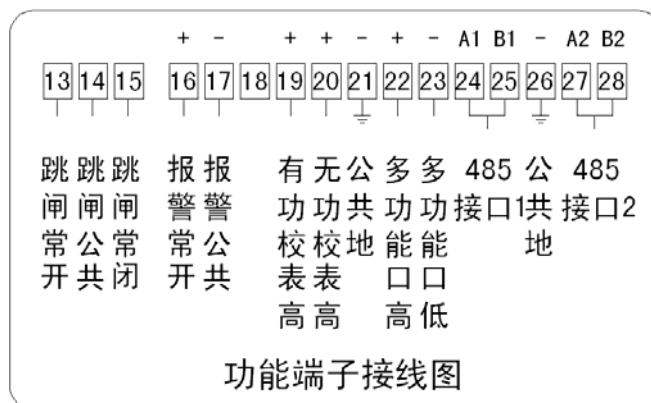 + - + + - + - A1 B1 - A2 B2
13 14 15 16 17 18 19 20 21 22 23 24 25 26 27 28
跳闸常开
跳闸公共
跳闸常闭
报警常开
报警公共
有功校表高
无功校表高
公共地
多功能口高
多功能口低
485
接口1
公共地
485
接口2
功能端子接线图